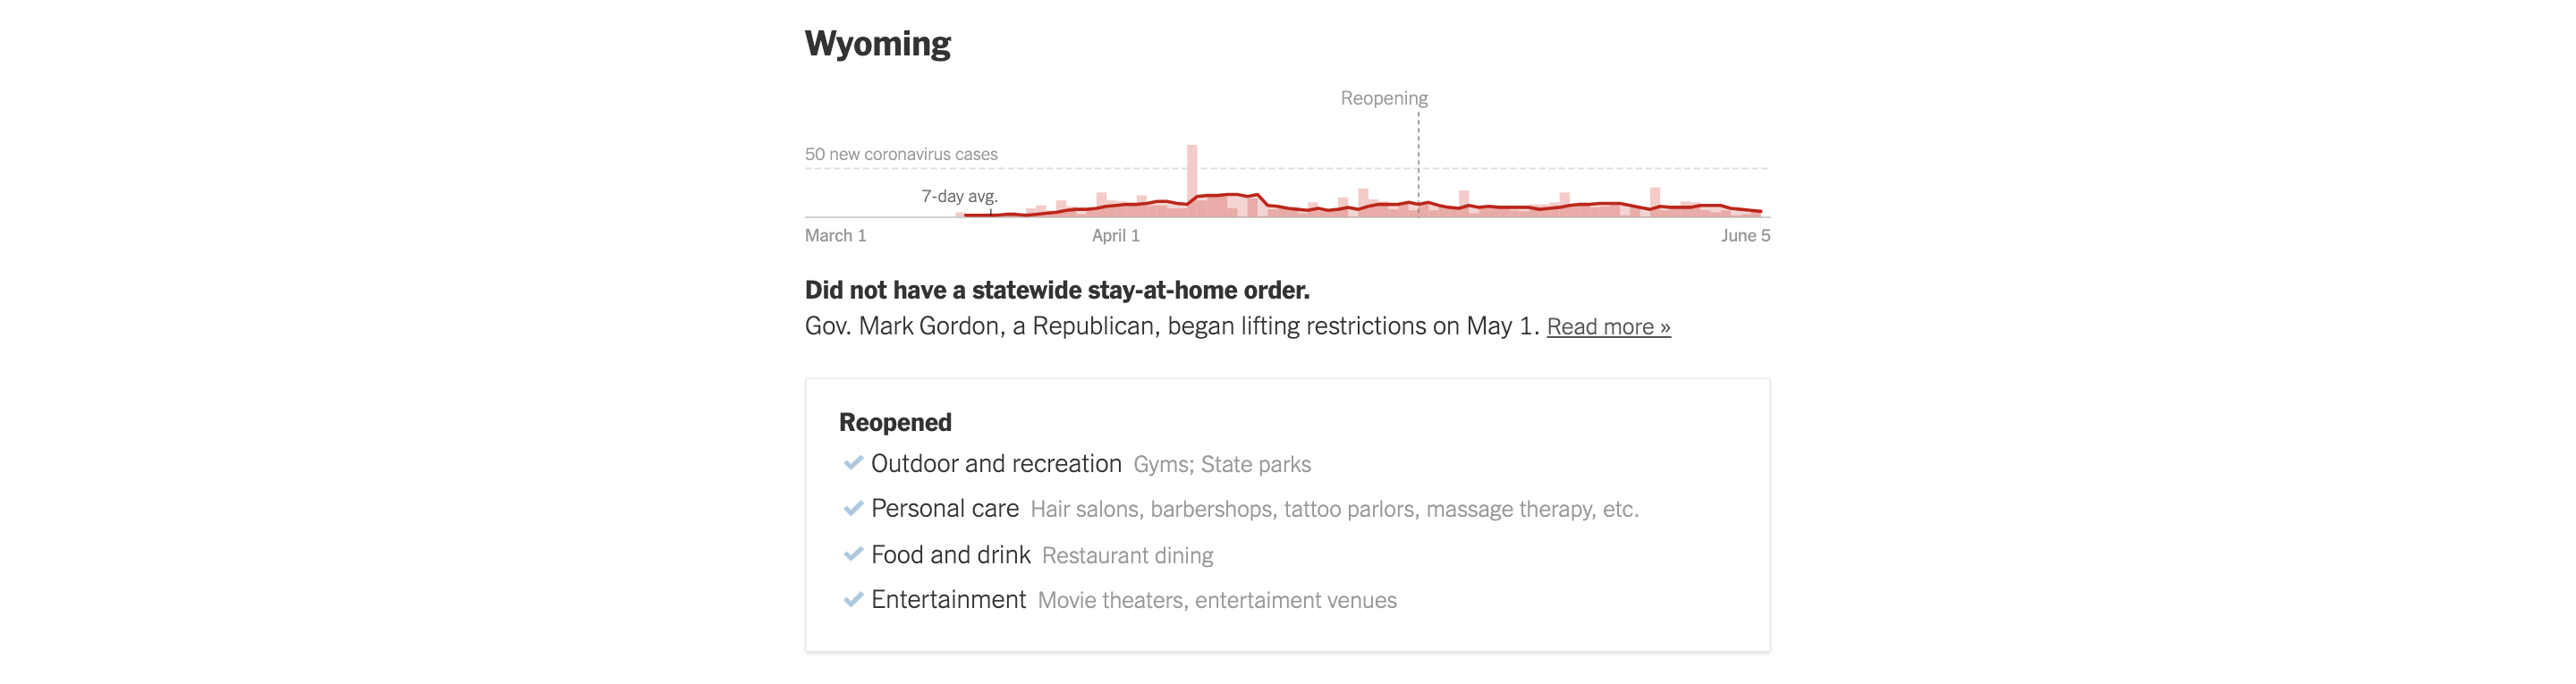 Wyoming
Reopening
50 new coronavirus cases
7-day avg.
March 1
April 1
June 5
Did not have a statewide stay-at-home order.
Gov. Mark Gordon, a Republican, began lifting restrictions on May 1. Read more »
Reopened
Outdoor and recreation Gyms; State parks
Personal care Hair salons, barbershops, tattoo parlors, massage therapy, etc.
Food and drink Restaurant dining
Entertainment Movie theaters, entertaiment venues